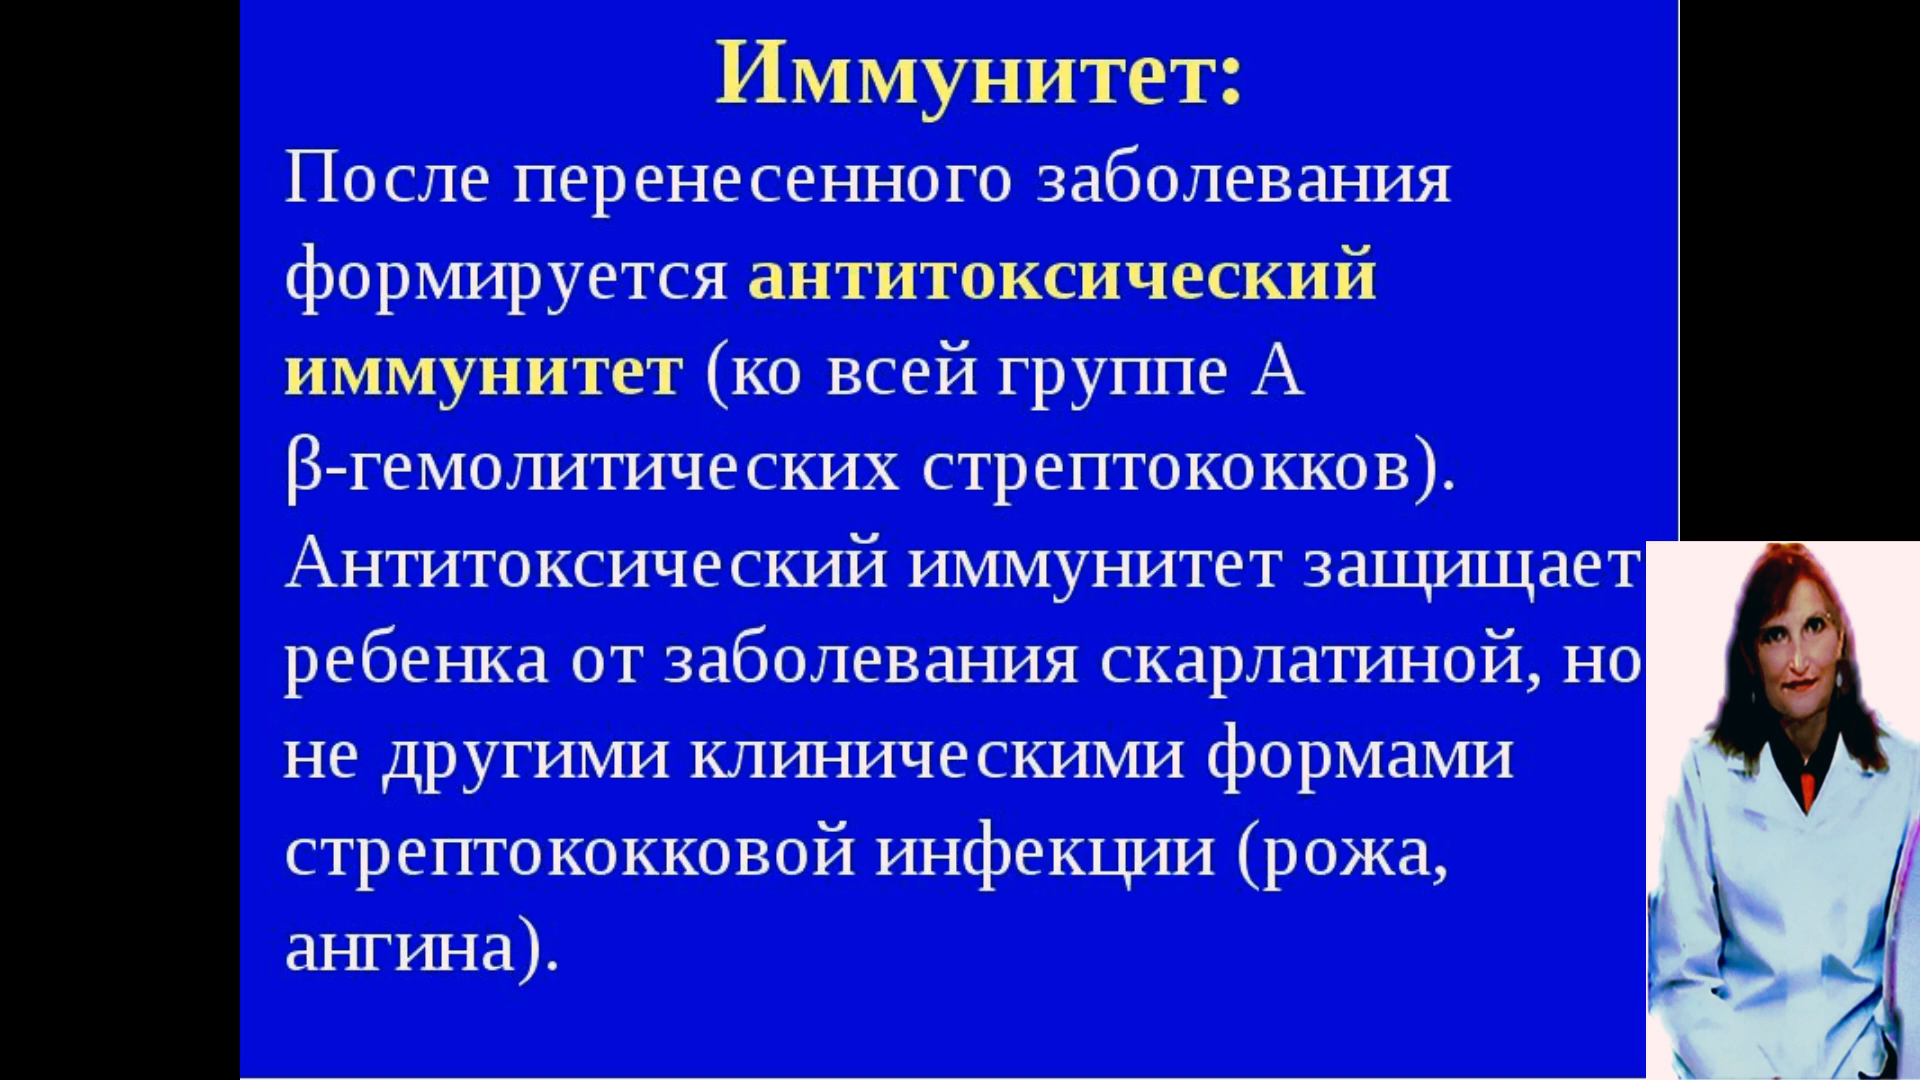 Иммунитет:
После перенесенного заболевания
формируется антитоксический
иммунитет (ко всей группе А
β-гемолитических стрептококков).
Антитоксический иммунитет защищает
ребенка от заболевания скарлатиной, но
не другими клиническими формами
стрептококковой инфекции (рожа,
ангина).